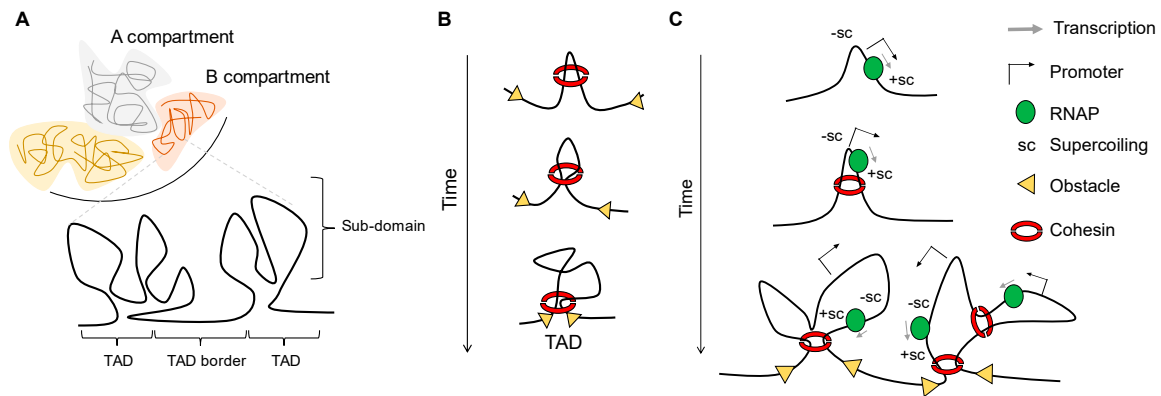 A
A compartment
B compartment
Sub-domain
TAD
TAD border
TAD
B
Time
TAD
C
Time
-sc
+sc
-sc
+sc
-sc
+sc
-sc
+sc
Transcription
Promoter
RNAP
sc Supercoiling
Obstacle
Cohesin